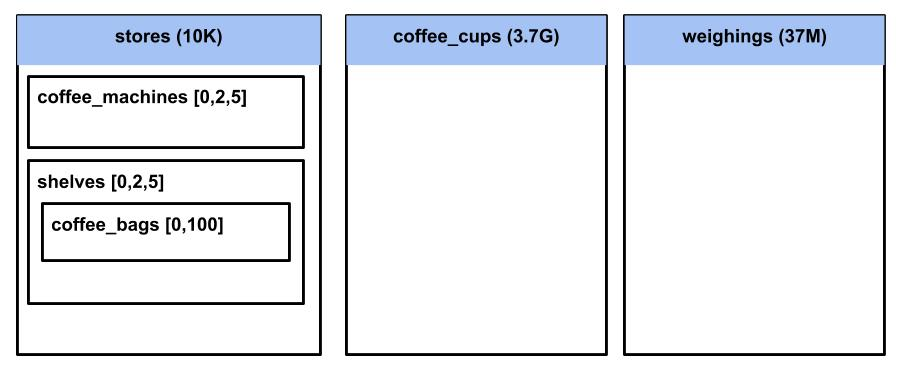 stores (10K)
coffee_machines [0,2,5]
shelves [0,2,5]
coffee_bags [0,100]
coffee_cups (3.7G)
weighings (37M)